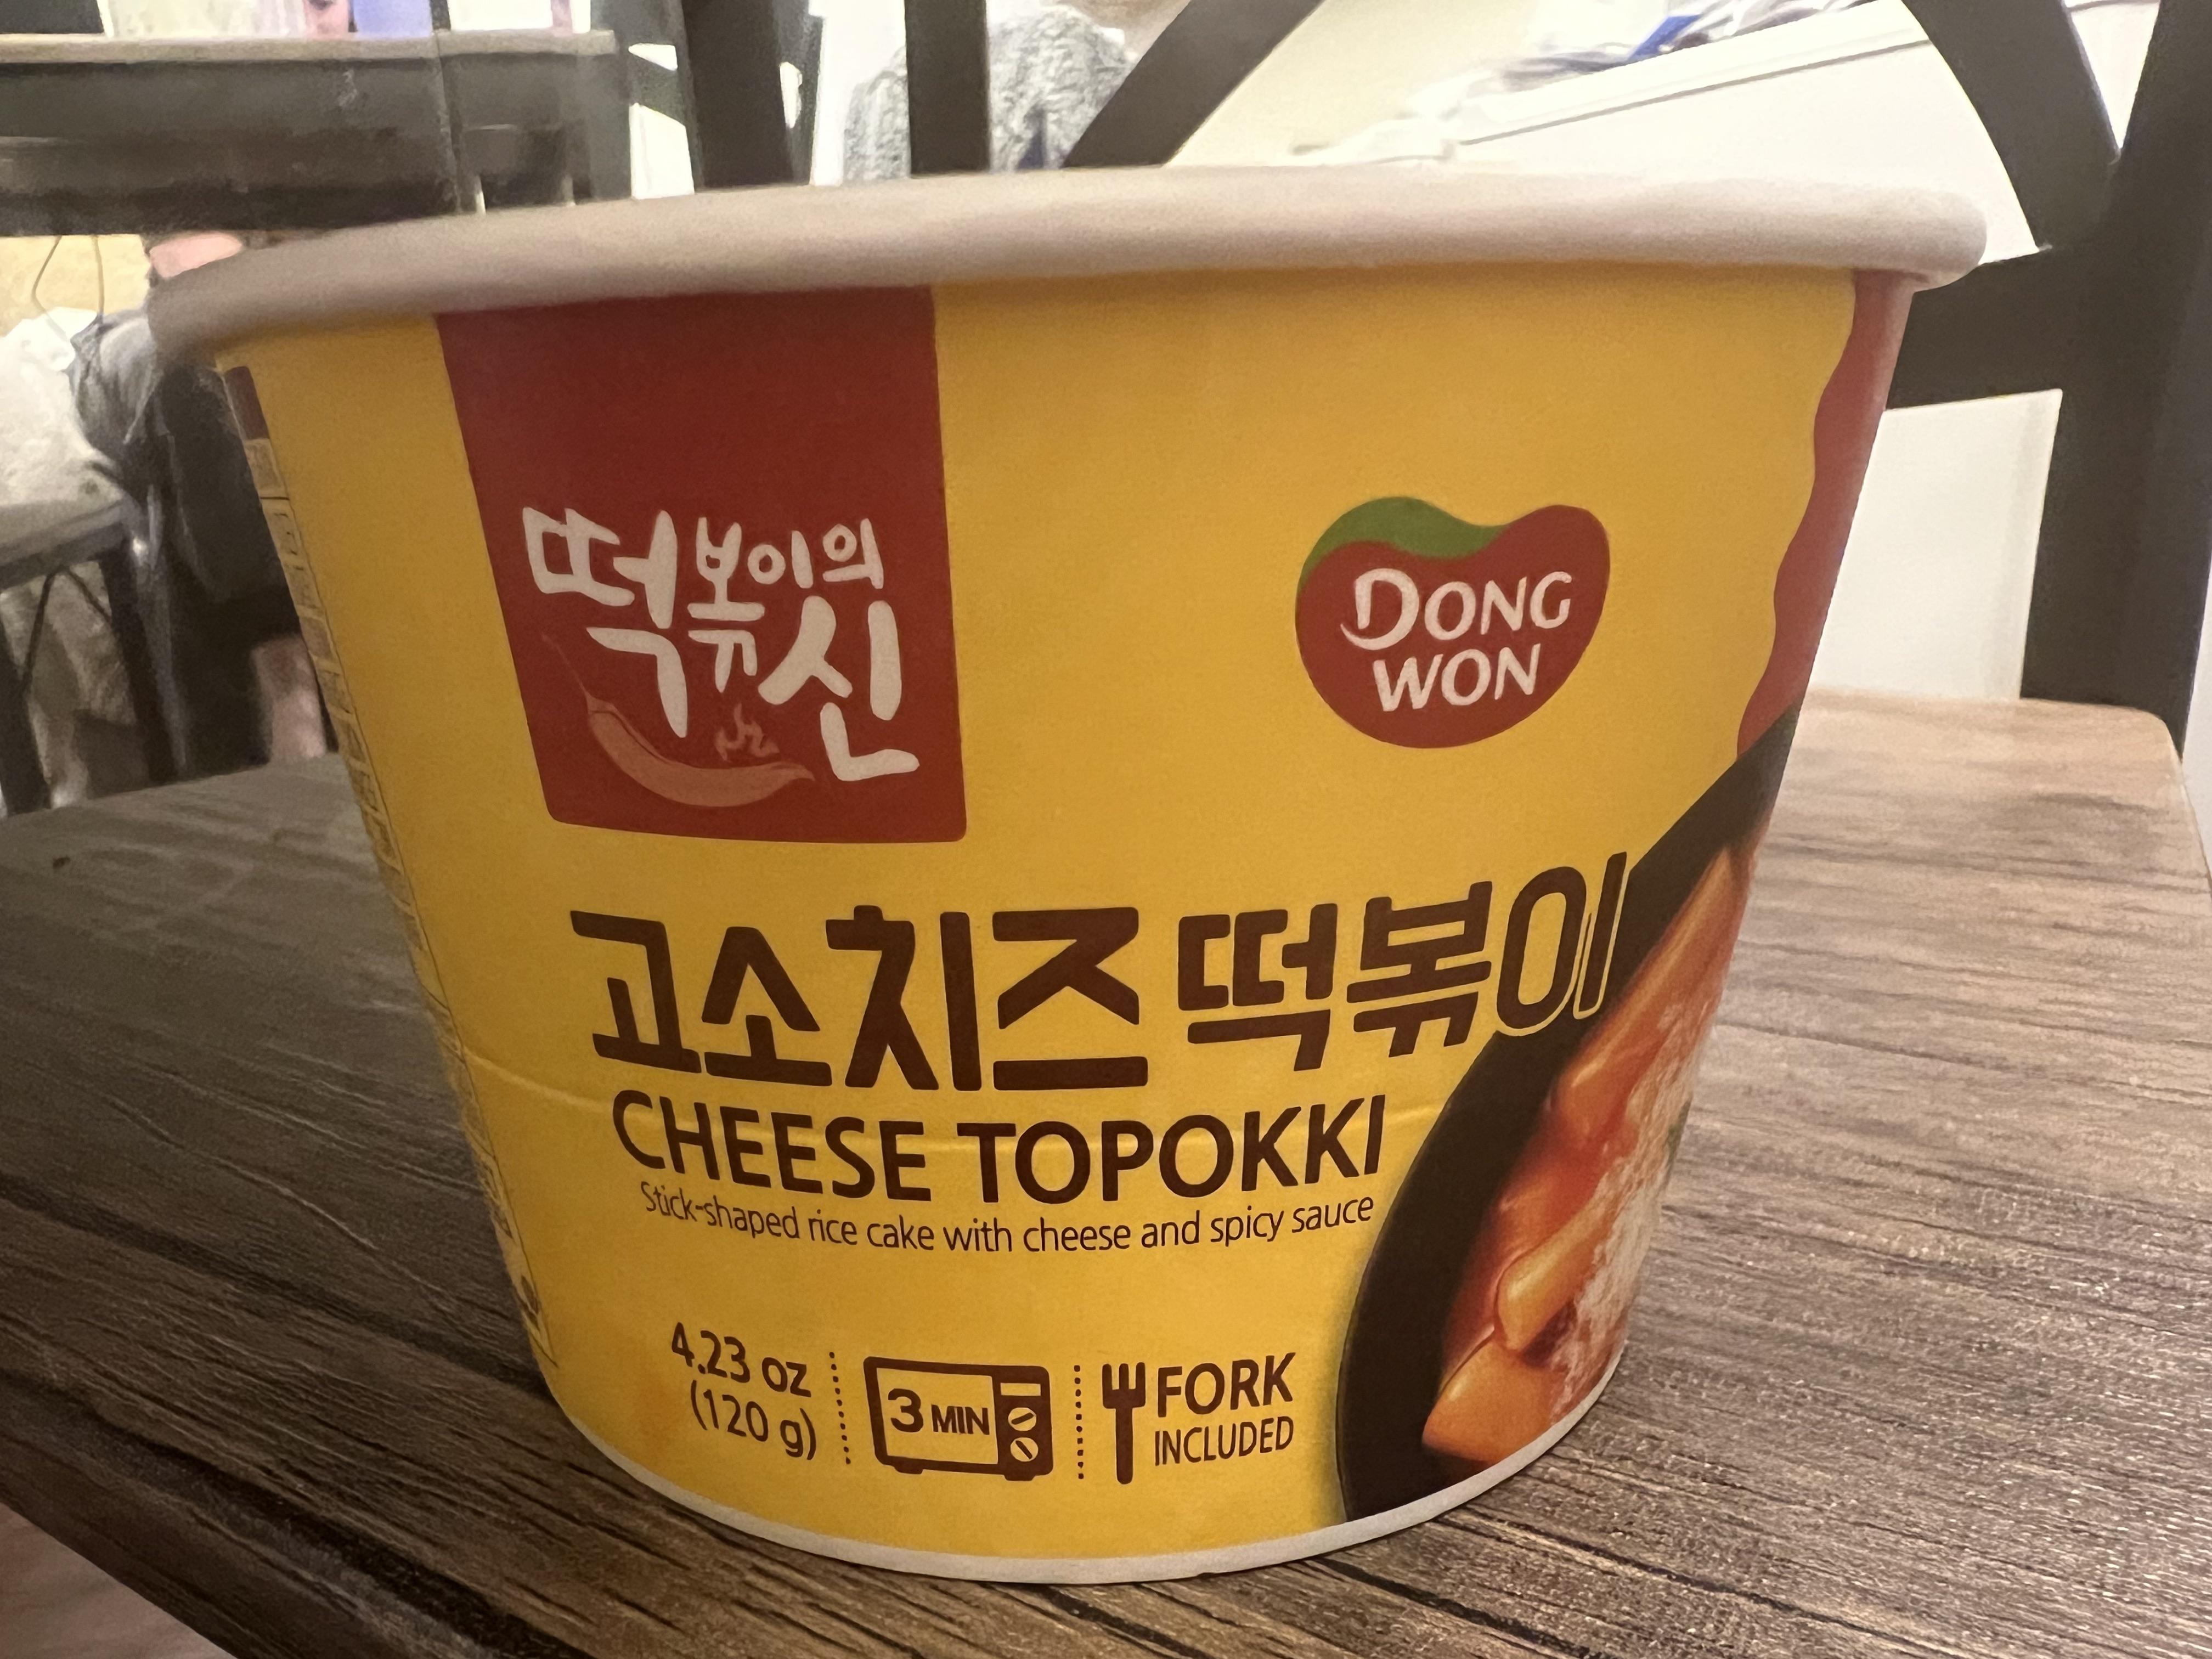 떡볶이의
신
DONG
WON
고소치즈 떡볶이
CHEESE TOPOKKI
Stick-shaped rice cake with cheese and spicy sauce
4.23 oz
(120 g)
3 MIN
FORK
INCLUDED